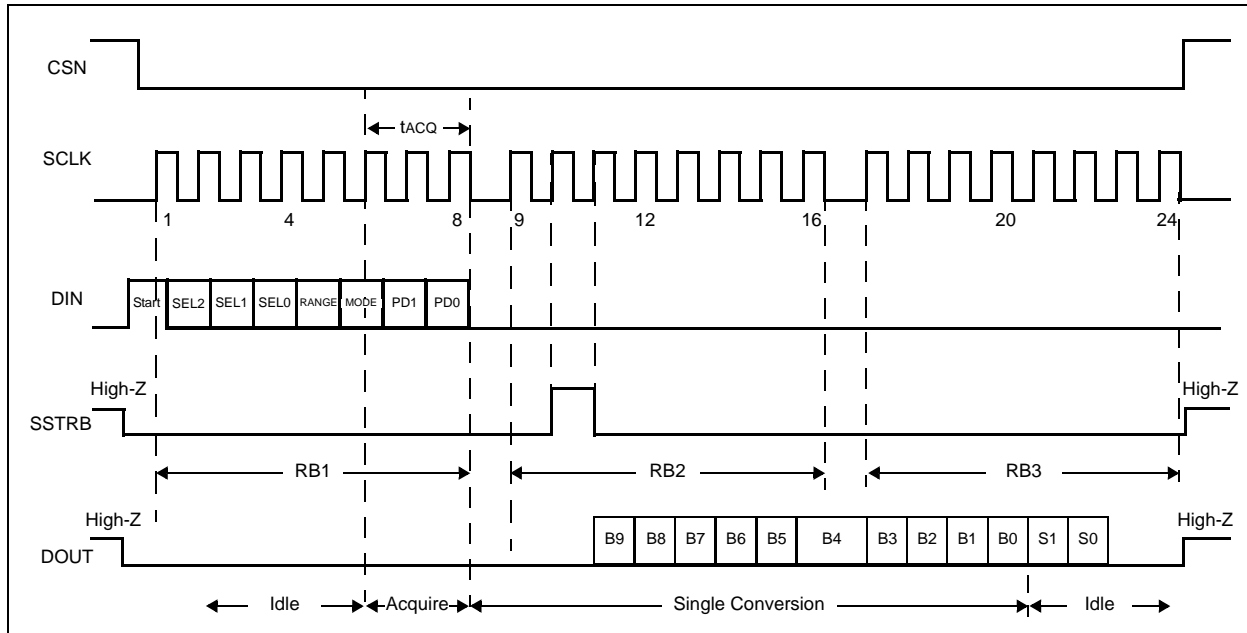 CSN
tACQ
SCLK
1 4 8 9 12 16 20 24
DIN
Start SEL2 SEL1 SEL0 RANGE MODE PD1 PD0
High-Z High-Z
SSTRB
RB1 RB2 RB3
High-Z High-Z
DOUT
B9 B8 B7 B6 B5 B4 B3 B2 B1 B0 S1 S0
Idle Acquire Single Conversion Idle